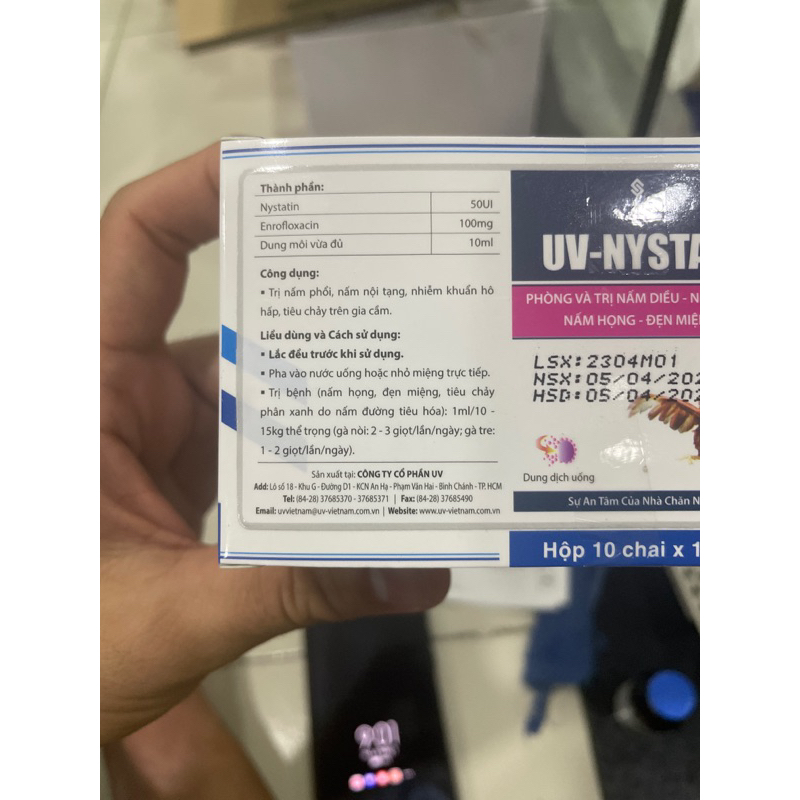 Thành phần:
Nystatin 50UI
Enrofloxacin 100mg
Dung môi vừa đủ 10ml
Công dụng:
▪ Trị nấm phổi, nấm nội tạng, nhiễm khuẩn hô
hấp, tiêu chảy trên gia cầm.
Liều dùng và Cách sử dụng:
▪ Lắc đều trước khi sử dụng.
▪ Pha vào nước uống hoặc nhỏ miệng trực tiếp.
▪ Trị bệnh (nấm họng, đẹn miệng, tiêu chảy
phân xanh do nấm đường tiêu hóa): 1ml/10 -
15kg thể trọng (gà nòi: 2 - 3 giọt/lần/ngày; gà tre:
1 - 2 giọt/lần/ngày).
Sản xuất tại: CÔNG TY CỔ PHẦN UV
Add: Lô số 18 - Khu G - Đường D1 - KCN An Hạ - Phạm Văn Hai - Bình Chánh - TP. HCM
Tel: (84-28) 37685370 - 37685371 | Fax: (84-28) 37685490
Email: uvvietnam@uv-vietnam.com.vn | Website: www.uv-vietnam.com.vn
UV-NYSTA
PHÒNG VÀ TRỊ NẤM DIỀU - N
NẤM HỌNG - ĐẸN MIỆ
LSX: 2304M01
NSX: 05/04/202
HSD: 05/04/202
Dung dịch uống
Sự An Tâm Của Nhà Chăn N
Hộp 10 chai x 1